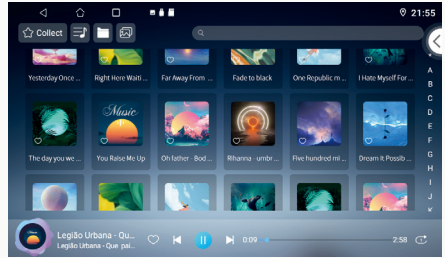 21:55
Collect
Yesterday Once ...
Right Here Waiti ...
Far Away From ...
Fade to black
One Republic m ...
I Hate Myself For ...
Music
The day you we ...
You Raise Me Up
Oh father - Bod ...
Rihanna - umbr ...
Five hundred mi ...
Dream It Possib ...
A
B
C
D
E
F
G
H
I
J
Legião Urbana - Qu...
Legião Urbana - Que paí...
0:09
2:58